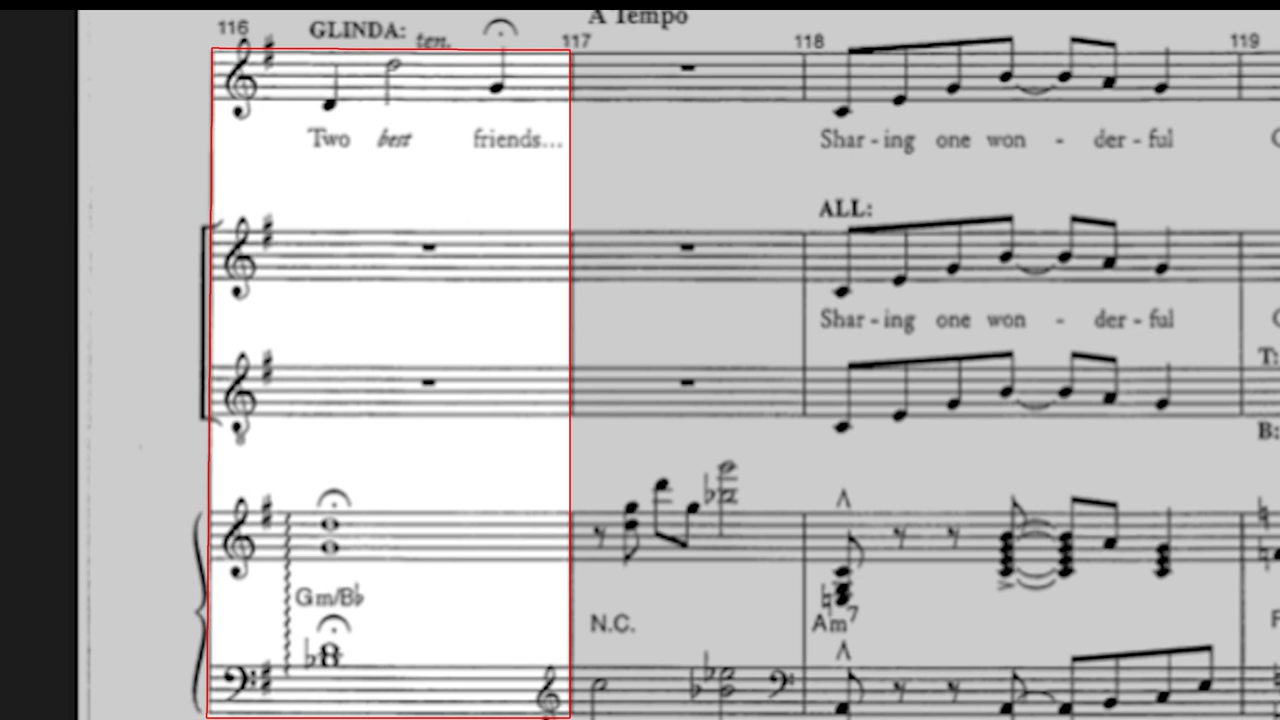 A Tempo
116 GLINDA: ten. 117 118 119
Two best friends... Shar - ing one won - der - ful
ALL:
Shar - ing one won - der - ful
T:
B:
Gm/B♭ N.C. Am7